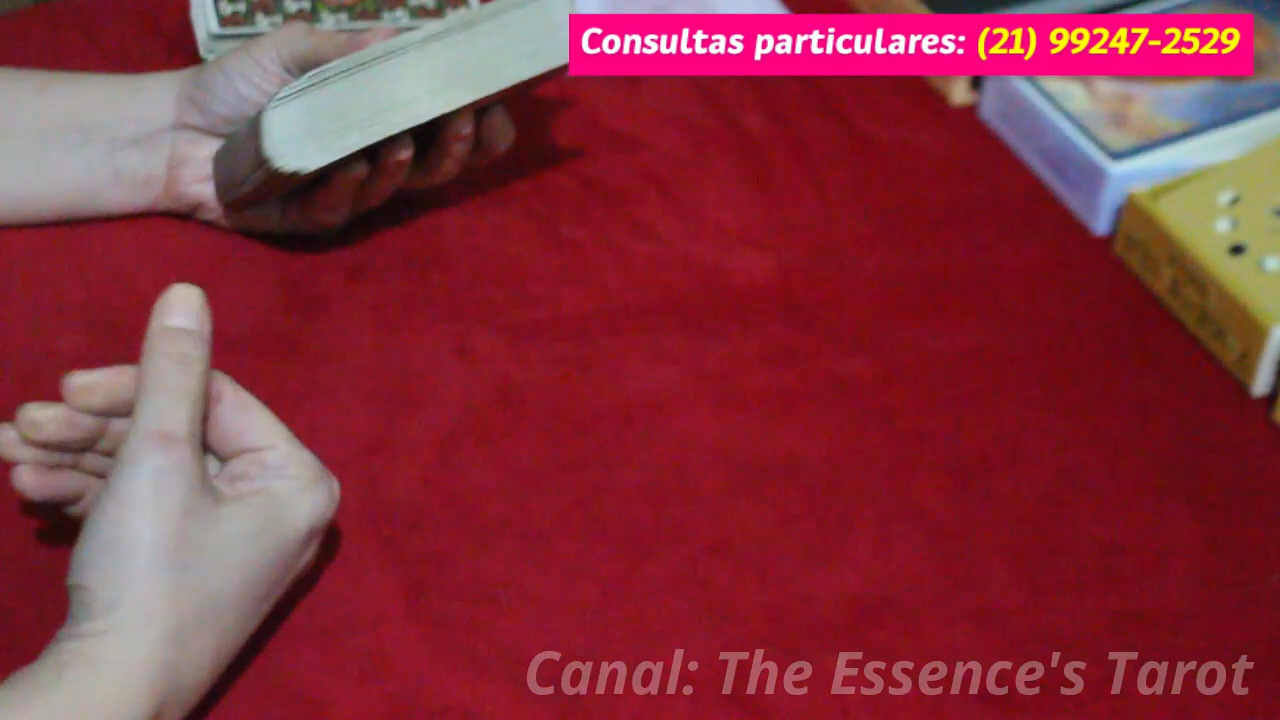 Consultas particulares: (21) 99247-2529
Canal: The Essence's Tarot